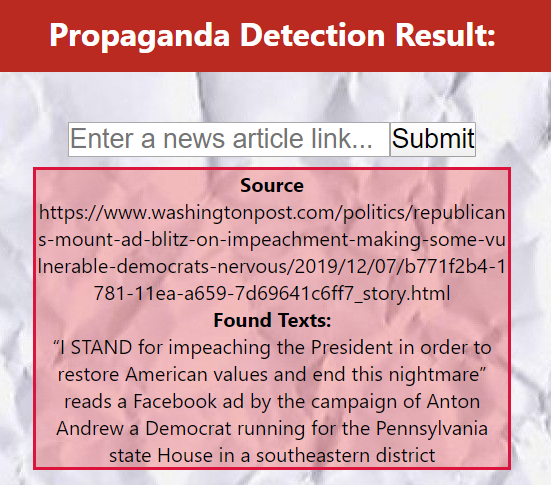 Propaganda Detection Result:
Enter a news article link... Submit
Source
https://www.washingtonpost.com/politics/republican
s-mount-ad-blitz-on-impeachment-making-some-vu
lnerable-democrats-nervous/2019/12/07/b771f2b4-1
781-11ea-a659-7d69641c6ff7_story.html
Found Texts:
“I STAND for impeaching the President in order to
restore American values and end this nightmare”
reads a Facebook ad by the campaign of Anton
Andrew a Democrat running for the Pennsylvania
state House in a southeastern district